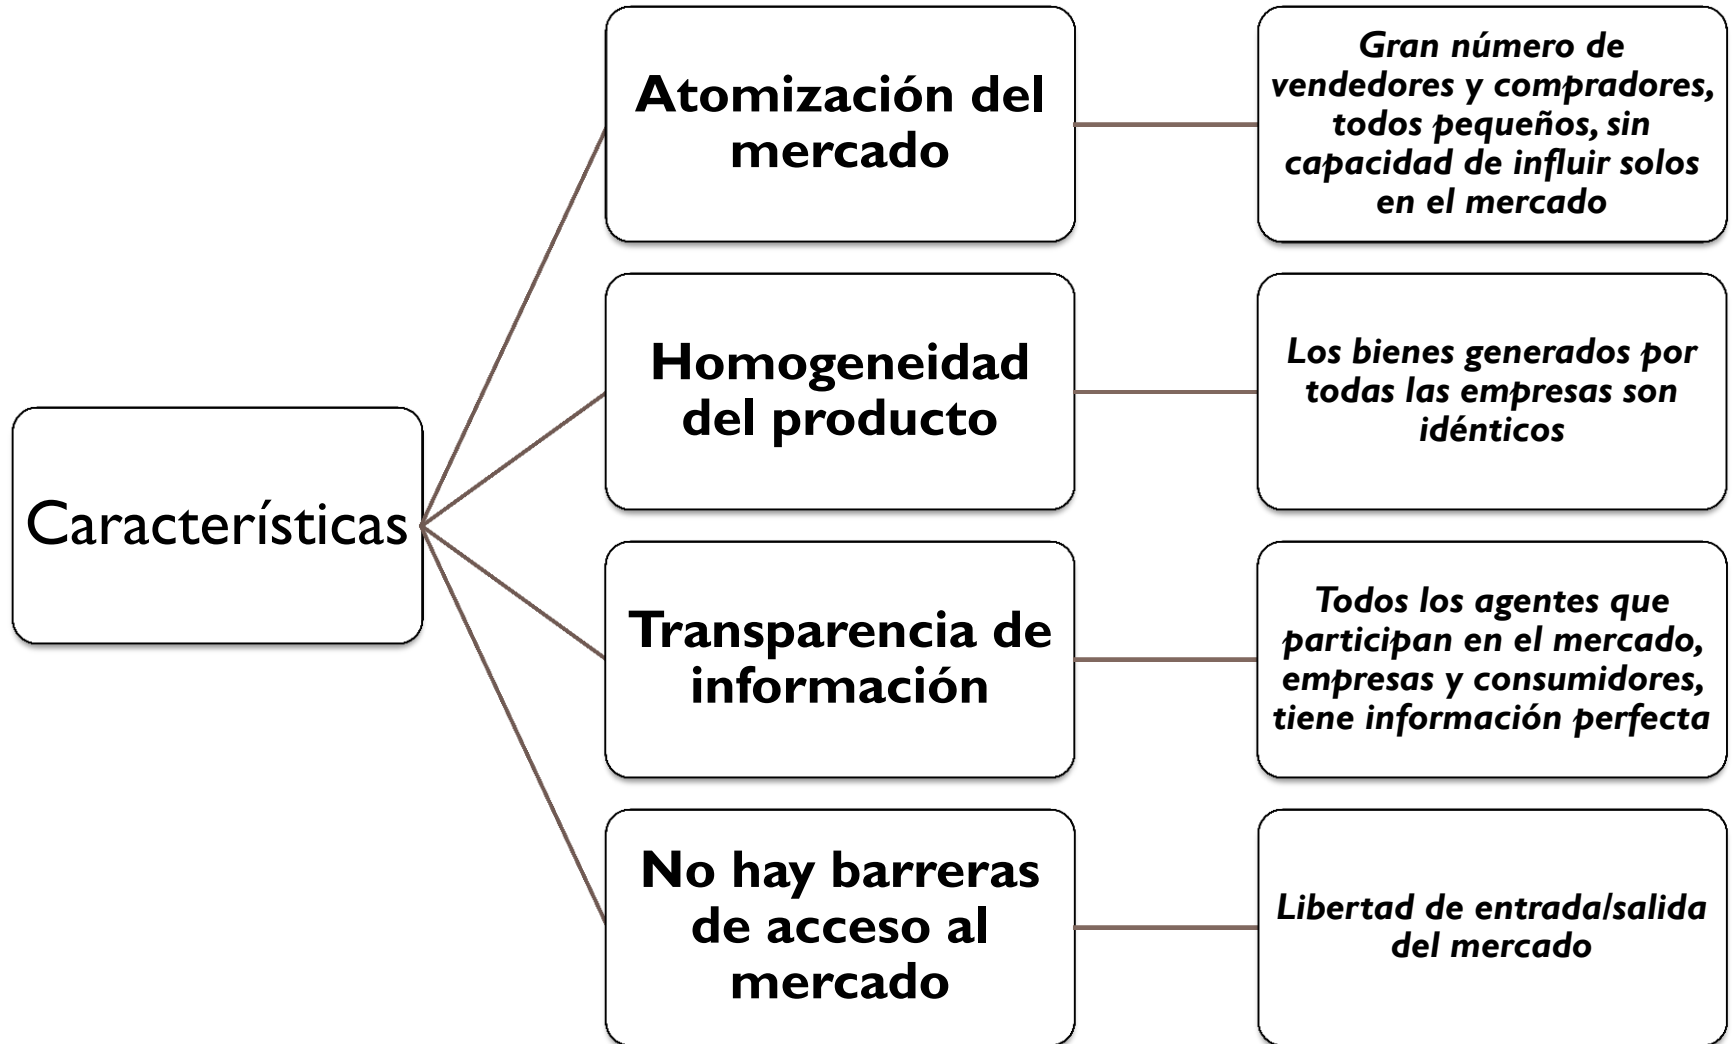 Características
Atomización del
mercado
Gran número de
vendedores y compradores,
todos pequeños, sin
capacidad de influir solos
en el mercado
Homogeneidad
del producto
Los bienes generados por
todas las empresas son
idénticos
Transparencia de
información
Todos los agentes que
participan en el mercado,
empresas y consumidores,
tiene información perfecta
No hay barreras
de acceso al
mercado
Libertad de entrada/salida
del mercado